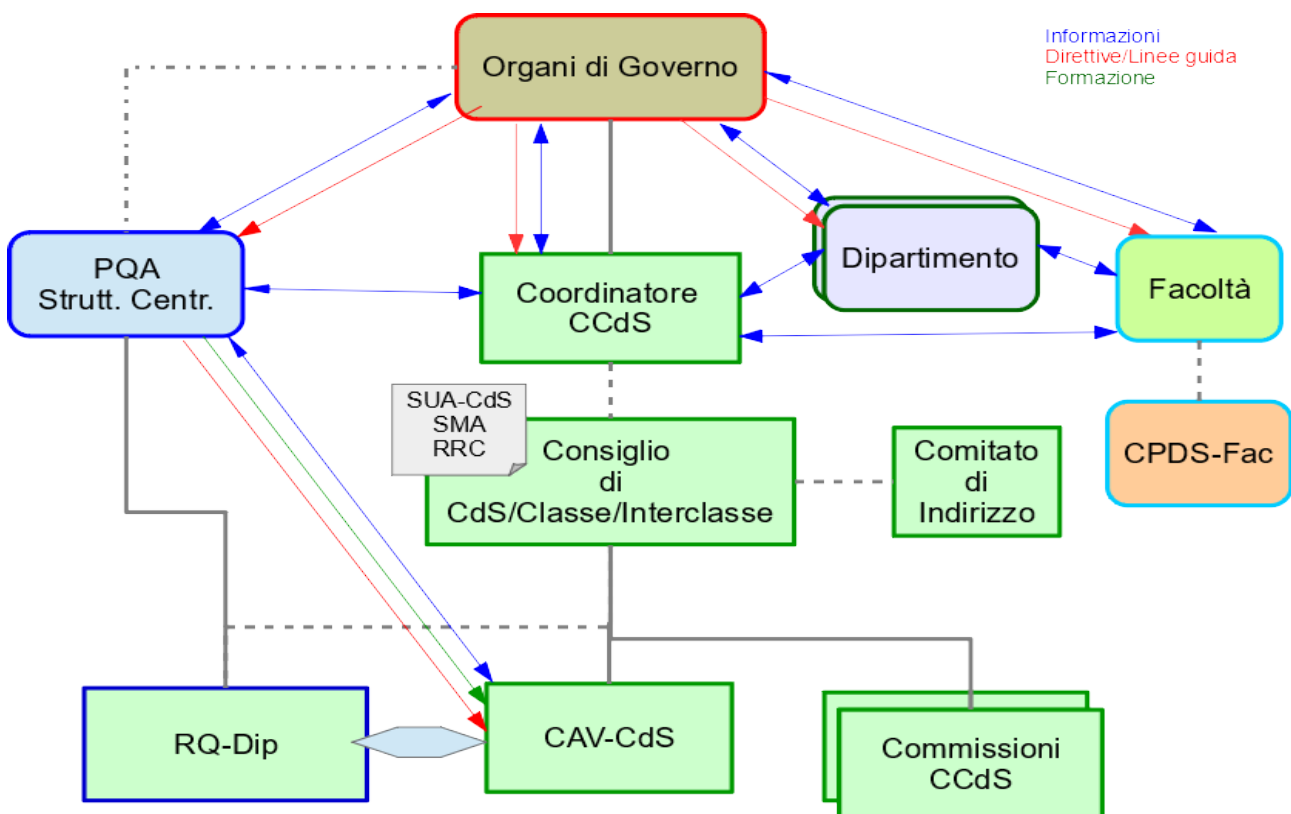 Organi di Governo
Informazioni
Direttive/Linee guida
Formazione
PQA
Strutt. Centr.
Coordinatore
CCdS
Dipartimento
Facoltà
SUA-CdS
SMA
RRC
Consiglio
di
CdS/Classe/Interclasse
Comitato
di
Indirizzo
CPDS-Fac
RQ-Dip
CAV-CdS
Commissioni
CCdS